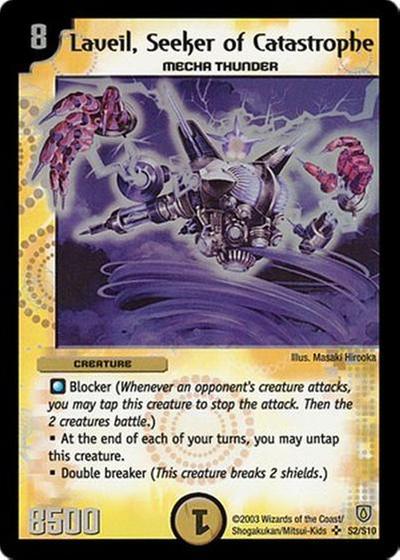 8
Laveil, Seeker of Catastrophe
MECHA THUNDER
Illus. Masaki Hirooka
CREATURE
Blocker (Whenever an opponent's creature attacks,
you may tap this creature to stop the attack. Then the
2 creatures battle.)
▪ At the end of each of your turns, you may untap
this creature.
▪ Double breaker (This creature breaks 2 shields.)
8500
1
©2003 Wizards of the Coast/
Shogakukan/Mitsui-Kids S2/S10